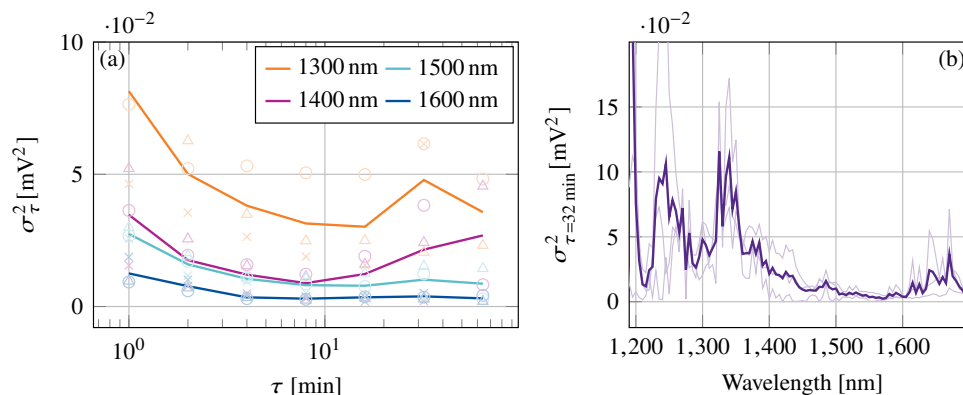 ·10⁻²
10
5
0
(a)
1300 nm
1500 nm
1400 nm
1600 nm
σ²τ [mV²]
10⁰
10¹
τ [min]
·10⁻²
15
10
5
0
(b)
σ²τ=32 min [mV²]
1,200
1,300
1,400
1,500
1,600
Wavelength [nm]